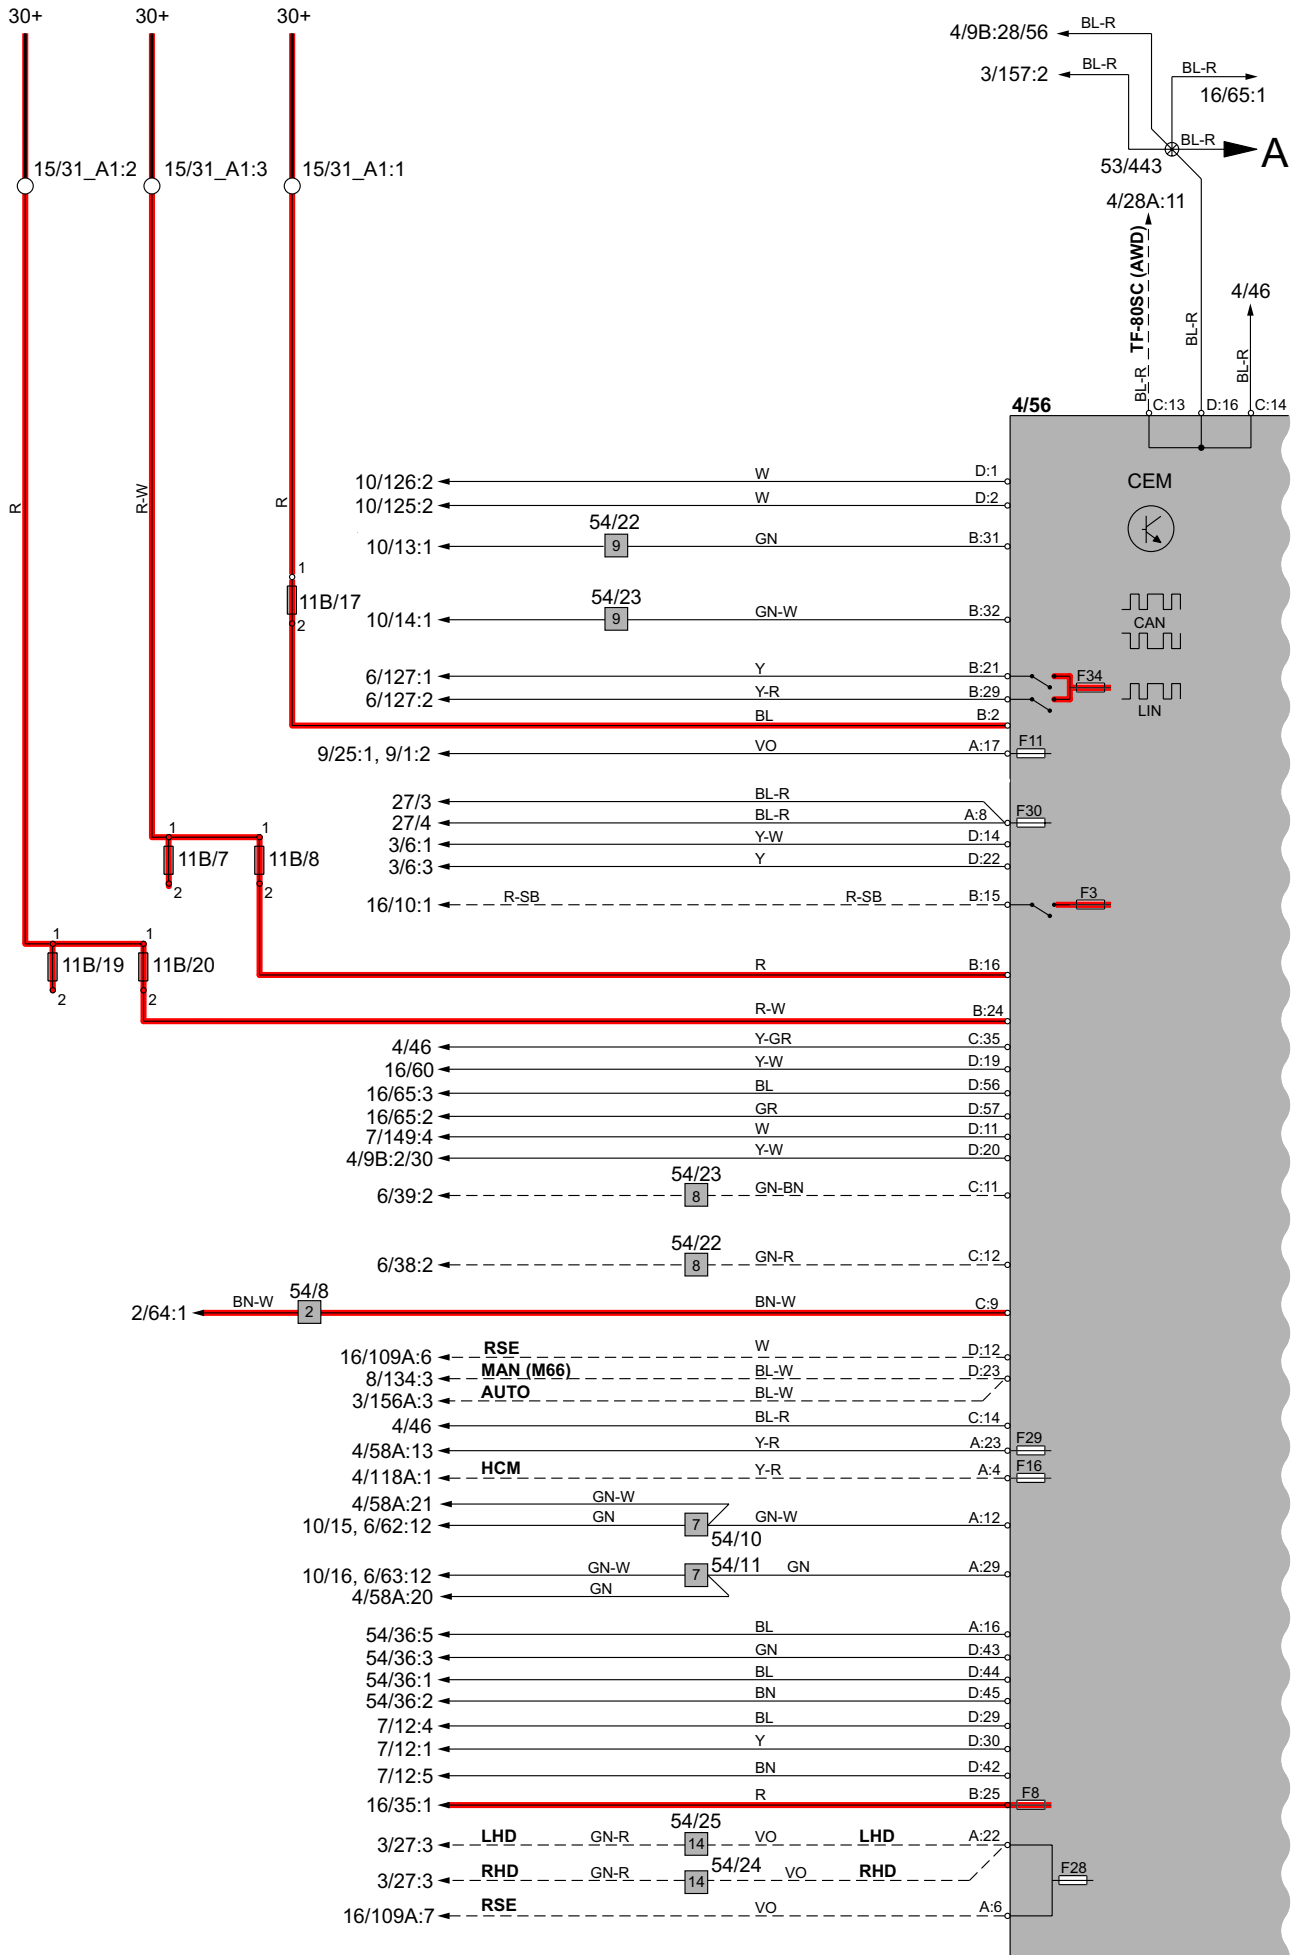 30+ 30+ 30+
4/9B:28/56 BL-R
3/157:2 BL-R BL-R
16/65:1
BL-R A
53/443
15/31_A1:2 15/31_A1:3 15/31_A1:1
4/28A:11
TF-80SC (AWD)
4/46
BL-R BL-R BL-R
4/56 C:13 D:16 C:14
R R-W R
CEM
10/126:2 W D:1
10/125:2 W D:2
54/22
10/13:1 9 GN B:31
1
11B/17
2
54/23
10/14:1 9 GN-W B:32
CAN
6/127:1 Y B:21 F34
6/127:2 Y-R B:29
LIN
BL B:2
9/25:1, 9/1:2 VO A:17 F11
27/3 BL-R
27/4 BL-R A:8 F30
3/6:1 Y-W D:14
3/6:3 Y D:22
1 1
11B/7 11B/8
2 2
16/10:1 R-SB R-SB B:15 F3
1 1
11B/19 11B/20
2 2
R B:16
R-W B:24
4/46 Y-GR C:35
16/60 Y-W D:19
16/65:3 BL D:56
16/65:2 GR D:57
7/149:4 W D:11
4/9B:2/30 Y-W D:20
54/23
6/39:2 8 GN-BN C:11
54/22
6/38:2 8 GN-R C:12
54/8
2/64:1 BN-W 2 BN-W C:9
16/109A:6 RSE W D:12
8/134:3 MAN (M66) BL-W D:23
3/156A:3 AUTO BL-W
4/46 BL-R C:14
4/58A:13 Y-R A:23 F29
4/118A:1 HCM Y-R A:4 F16
4/58A:21 GN-W
10/15, 6/62:12 GN 7 GN-W A:12
54/10
54/11
10/16, 6/63:12 GN-W 7 GN A:29
4/58A:20 GN
54/36:5 BL A:16
54/36:3 GN D:43
54/36:1 BL D:44
54/36:2 BN D:45
7/12:4 BL D:29
7/12:1 Y D:30
7/12:5 BN D:42
16/35:1 R B:25 F8
54/25
3/27:3 LHD GN-R 14 VO LHD A:22
54/24
3/27:3 RHD GN-R 14 VO RHD F28
16/109A:7 RSE VO A:6